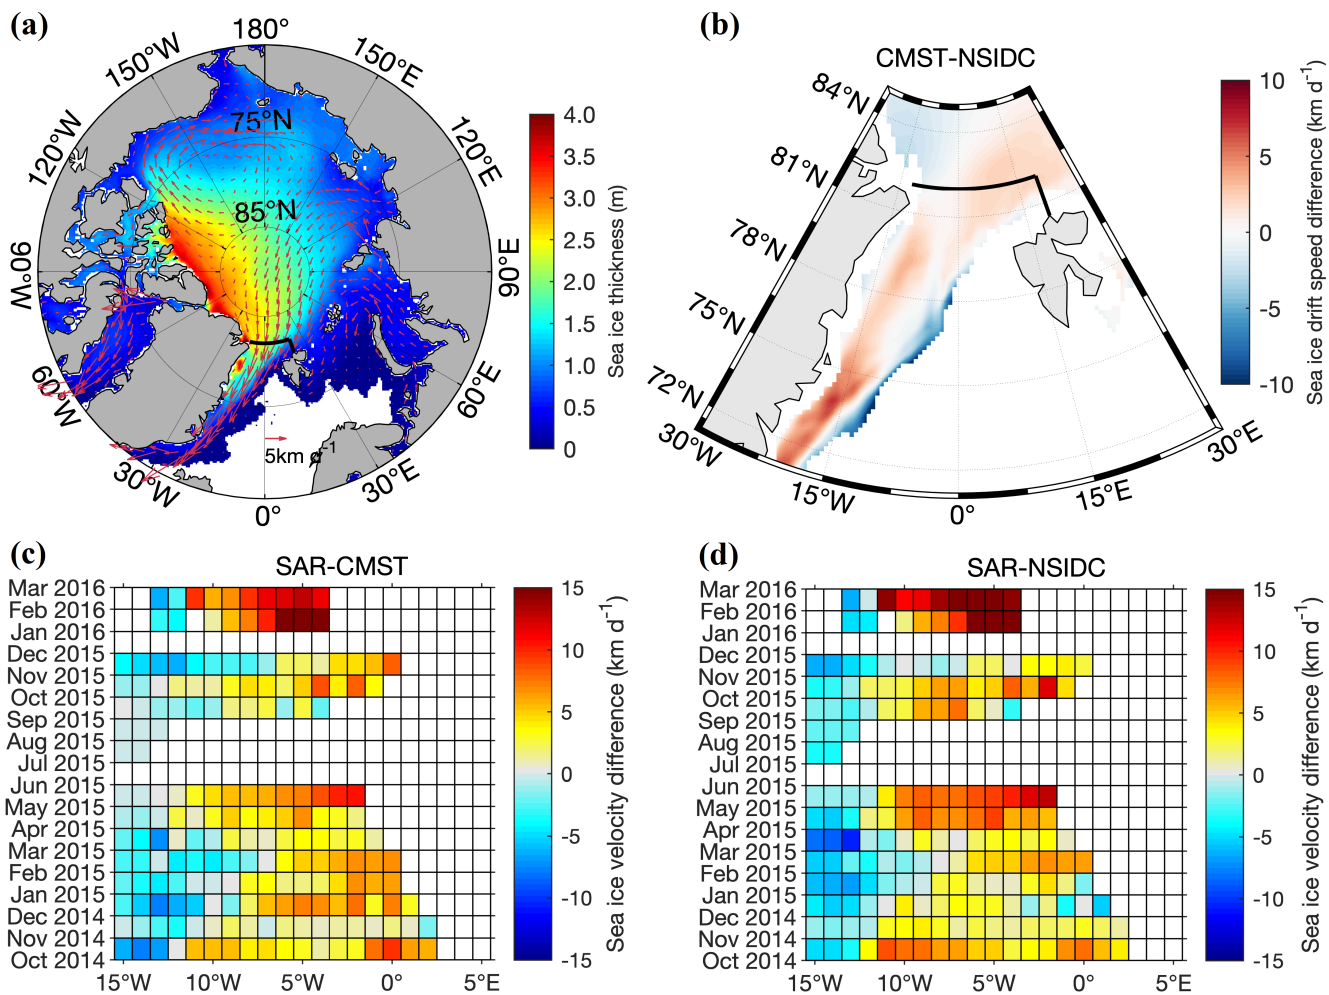 (a)
180°
150°W
150°E
120°W
120°E
75°N
85°N
90°W
90°E
60°W
60°E
30°W
30°E
0°
5km d⁻¹
4.0
3.5
3.0
2.5
2.0
1.5
1.0
0.5
0
Sea ice thickness (m)
(b)
CMST-NSIDC
84°N
81°N
78°N
75°N
72°N
30°W
15°W
0°
15°E
30°E
10
5
0
-5
-10
Sea ice drift speed difference (km d⁻¹)
(c)
SAR-CMST
Mar 2016
Feb 2016
Jan 2016
Dec 2015
Nov 2015
Oct 2015
Sep 2015
Aug 2015
Jul 2015
Jun 2015
May 2015
Apr 2015
Mar 2015
Feb 2015
Jan 2015
Dec 2014
Nov 2014
Oct 2014
15°W
10°W
5°W
0°
5°E
15
10
5
0
-5
-10
-15
Sea ice velocity difference (km d⁻¹)
(d)
SAR-NSIDC
Mar 2016
Feb 2016
Jan 2016
Dec 2015
Nov 2015
Oct 2015
Sep 2015
Aug 2015
Jul 2015
Jun 2015
May 2015
Apr 2015
Mar 2015
Feb 2015
Jan 2015
Dec 2014
Nov 2014
Oct 2014
15°W
10°W
5°W
0°
5°E
15
10
5
0
-5
-10
-15
Sea ice velocity difference (km d⁻¹)